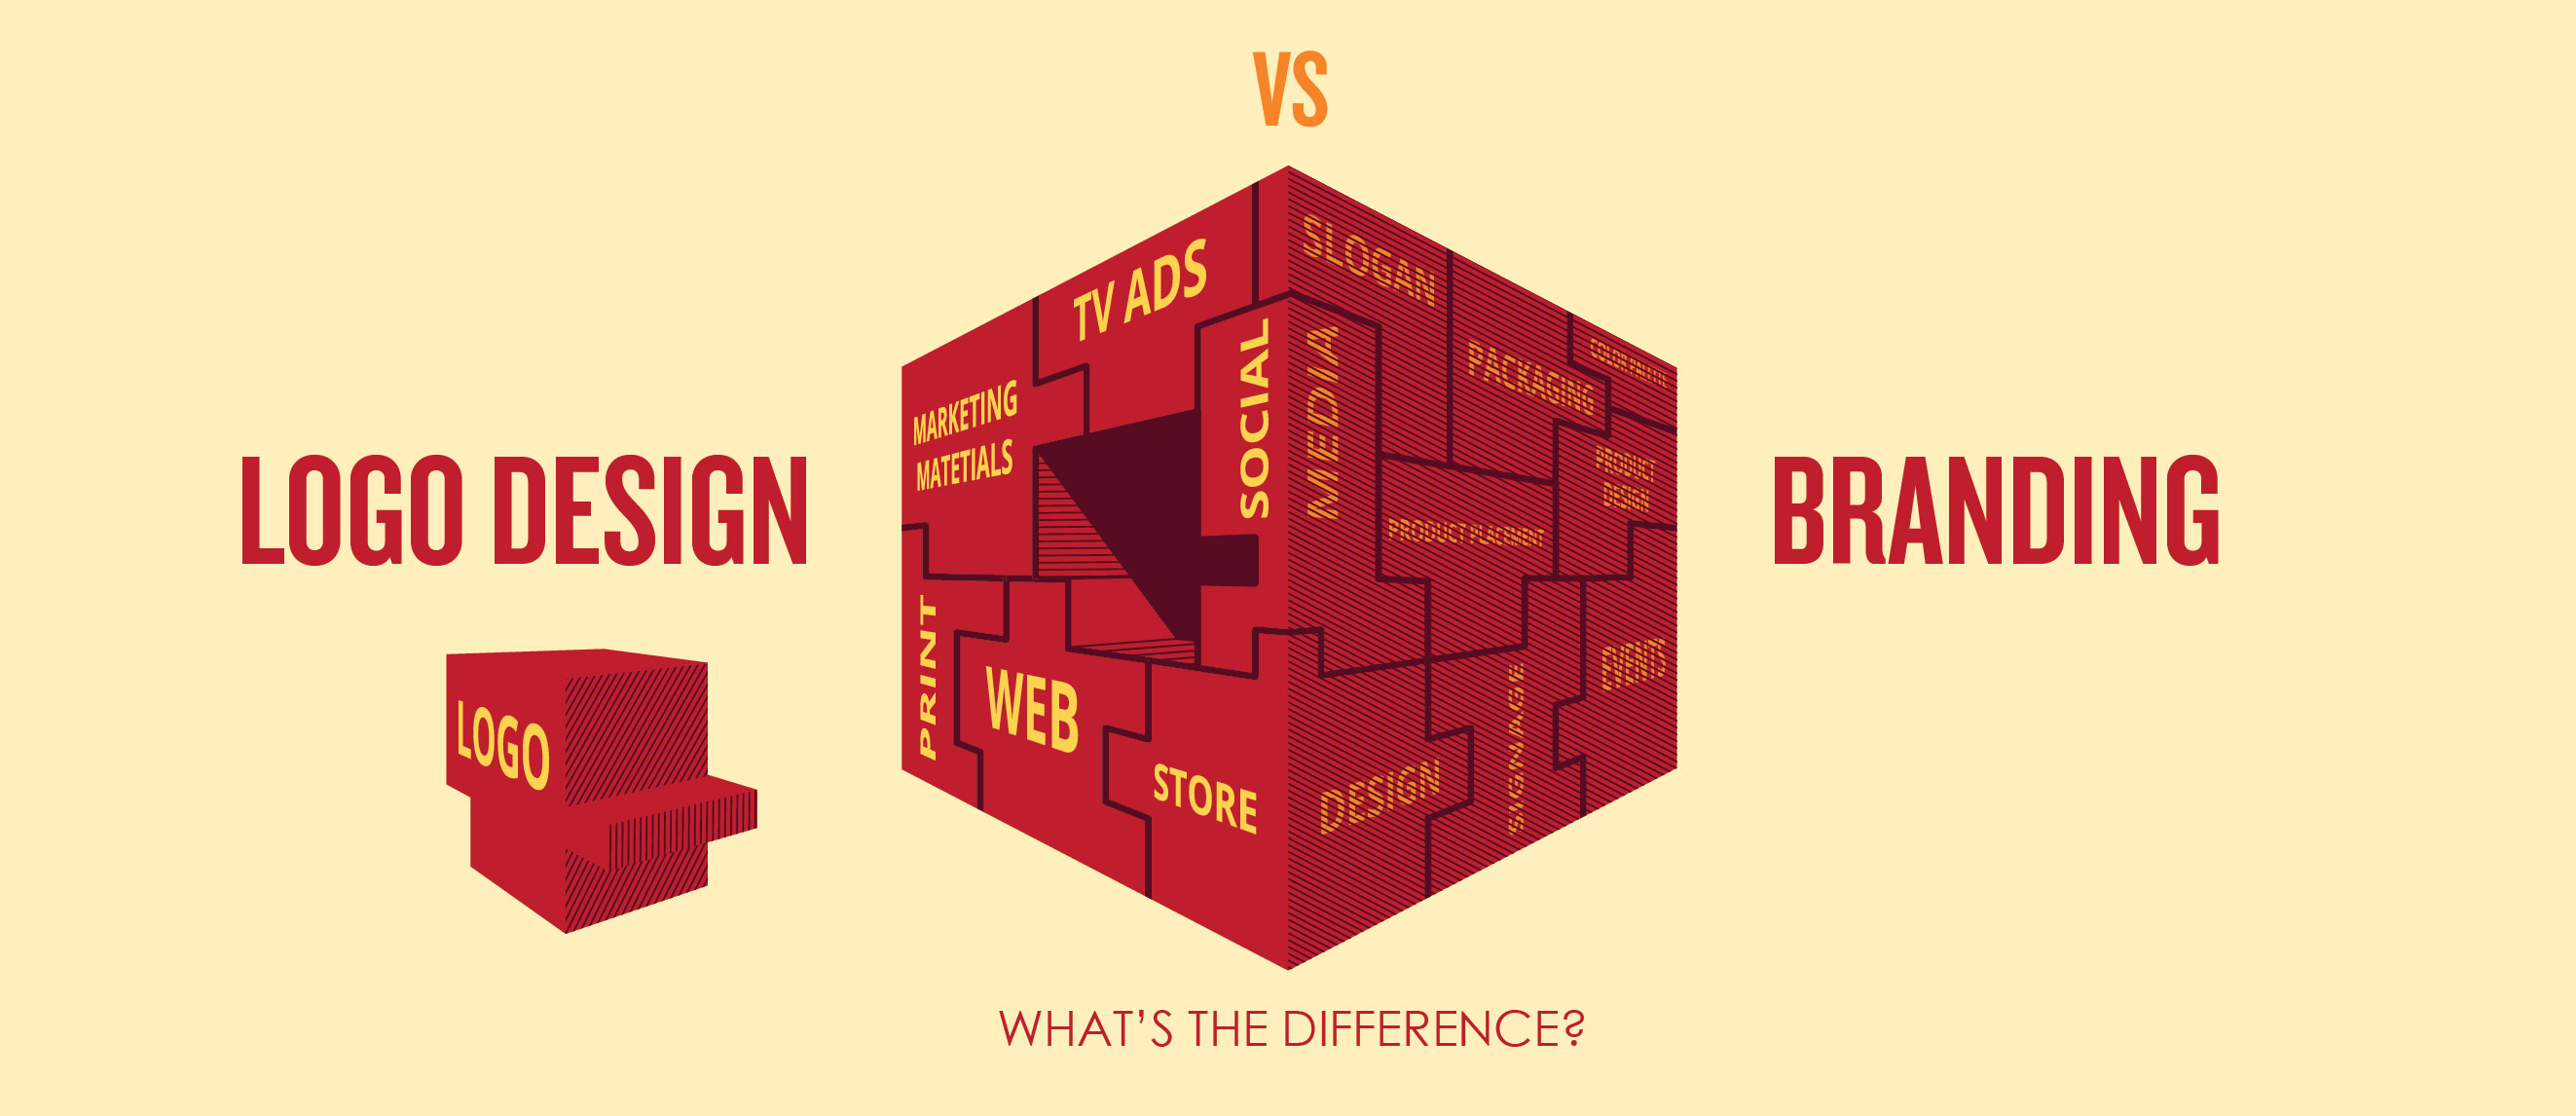 VS
LOGO DESIGN
BRANDING
LOGO
TV ADS
MARKETING
MATETIALS
SOCIAL
MEDIA
PRINT
WEB
STORE
SLOGAN
PACKAGING
COLOR PALETTE
PRODUCT
DESIGN
PRODUCT PLACEMENT
EVENTS
SIGNAGE
DESIGN
WHAT'S THE DIFFERENCE?